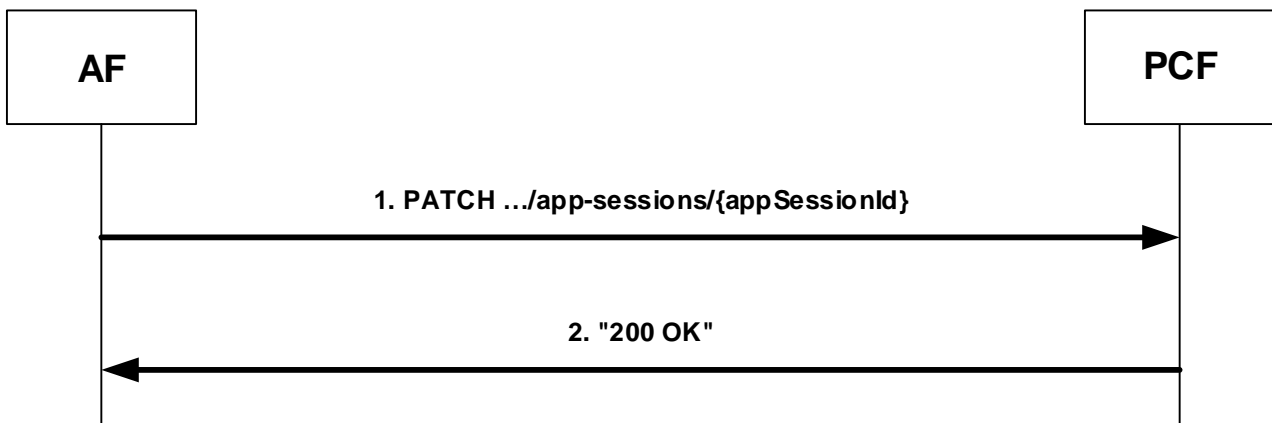 AF
PCF
1. PATCH .../app-sessions/{appSessionId}
2. "200 OK"